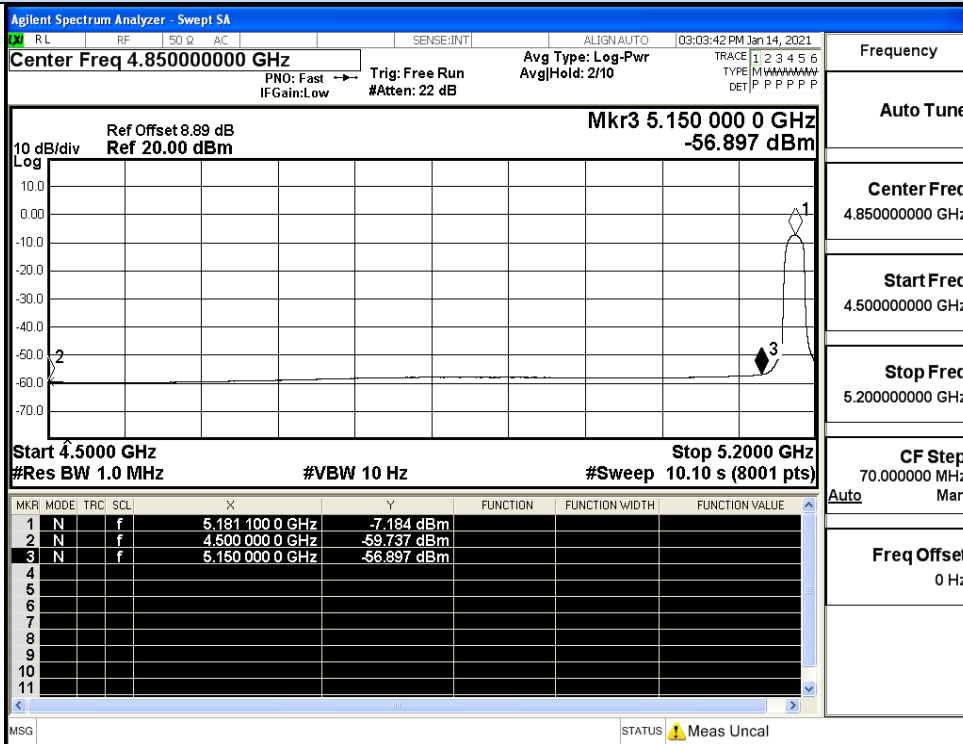 Agilent Spectrum Analyzer - Swept SA
LXI RL RF 50 Ω AC SENSE:INT ALIGN AUTO 03:03:42 PM Jan 14, 2021
Center Freq 4.850000000 GHz
PNO: Fast
IFGain:Low
Trig: Free Run
#Atten: 22 dB
Avg Type: Log-Pwr
Avg|Hold: 2/10
TRACE 1 2 3 4 5 6
TYPE M W W W W W
DET P P P P P P
Mkr3 5.150 000 0 GHz
-56.897 dBm
Ref Offset 8.89 dB
10 dB/div Ref 20.00 dBm
Log
10.0
0.00
-10.0
-20.0
-30.0
-40.0
-50.0
-60.0
-70.0
1
2
3
Start 4.5000 GHz Stop 5.2000 GHz
#Res BW 1.0 MHz #VBW 10 Hz #Sweep 10.10 s (8001 pts)
MKR MODE TRC SCL X Y FUNCTION FUNCTION WIDTH FUNCTION VALUE
1 N f 5.181 100 0 GHz -7.184 dBm
2 N f 4.500 000 0 GHz -59.737 dBm
3 N f 5.150 000 0 GHz -56.897 dBm
4
5
6
7
8
9
10
11
MSG STATUS Meas Uncal
Frequency
Auto Tune
Center Freq
4.850000000 GHz
Start Freq
4.500000000 GHz
Stop Freq
5.200000000 GHz
CF Step
70.000000 MHz
Auto Man
Freq Offset
0 Hz